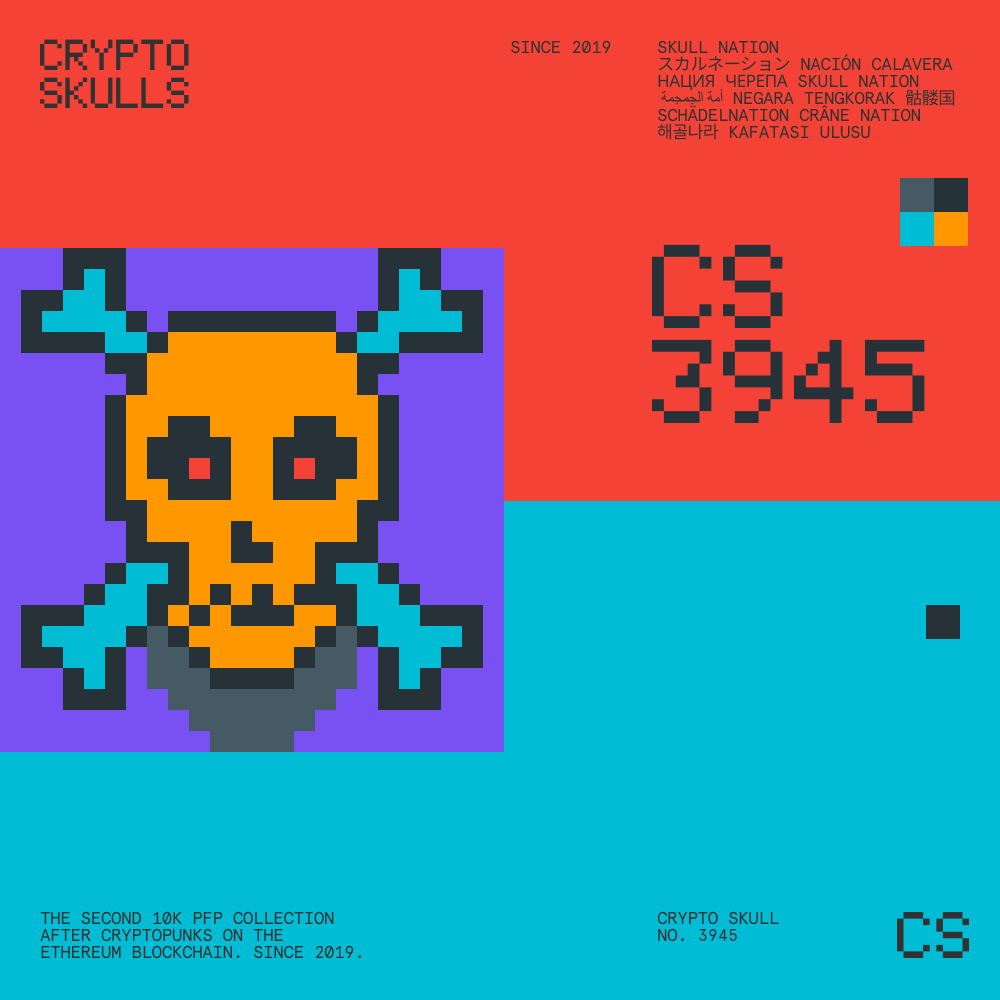 CRYPTO
SKULLS
SINCE 2019
SKULL NATION
スカルネーション NACIÓN CALAVERA
НАЦИЯ ЧЕРЕПА SKULL NATION
أمة الجمجمة NEGARA TENGKORAK 骷髅国
SCHÄDELNATION CRÂNE NATION
해골나라 KAFATASI ULUSU
CS
3945
THE SECOND 10K PFP COLLECTION
AFTER CRYPTOPUNKS ON THE
ETHEREUM BLOCKCHAIN. SINCE 2019.
CRYPTO SKULL
NO. 3945
CS